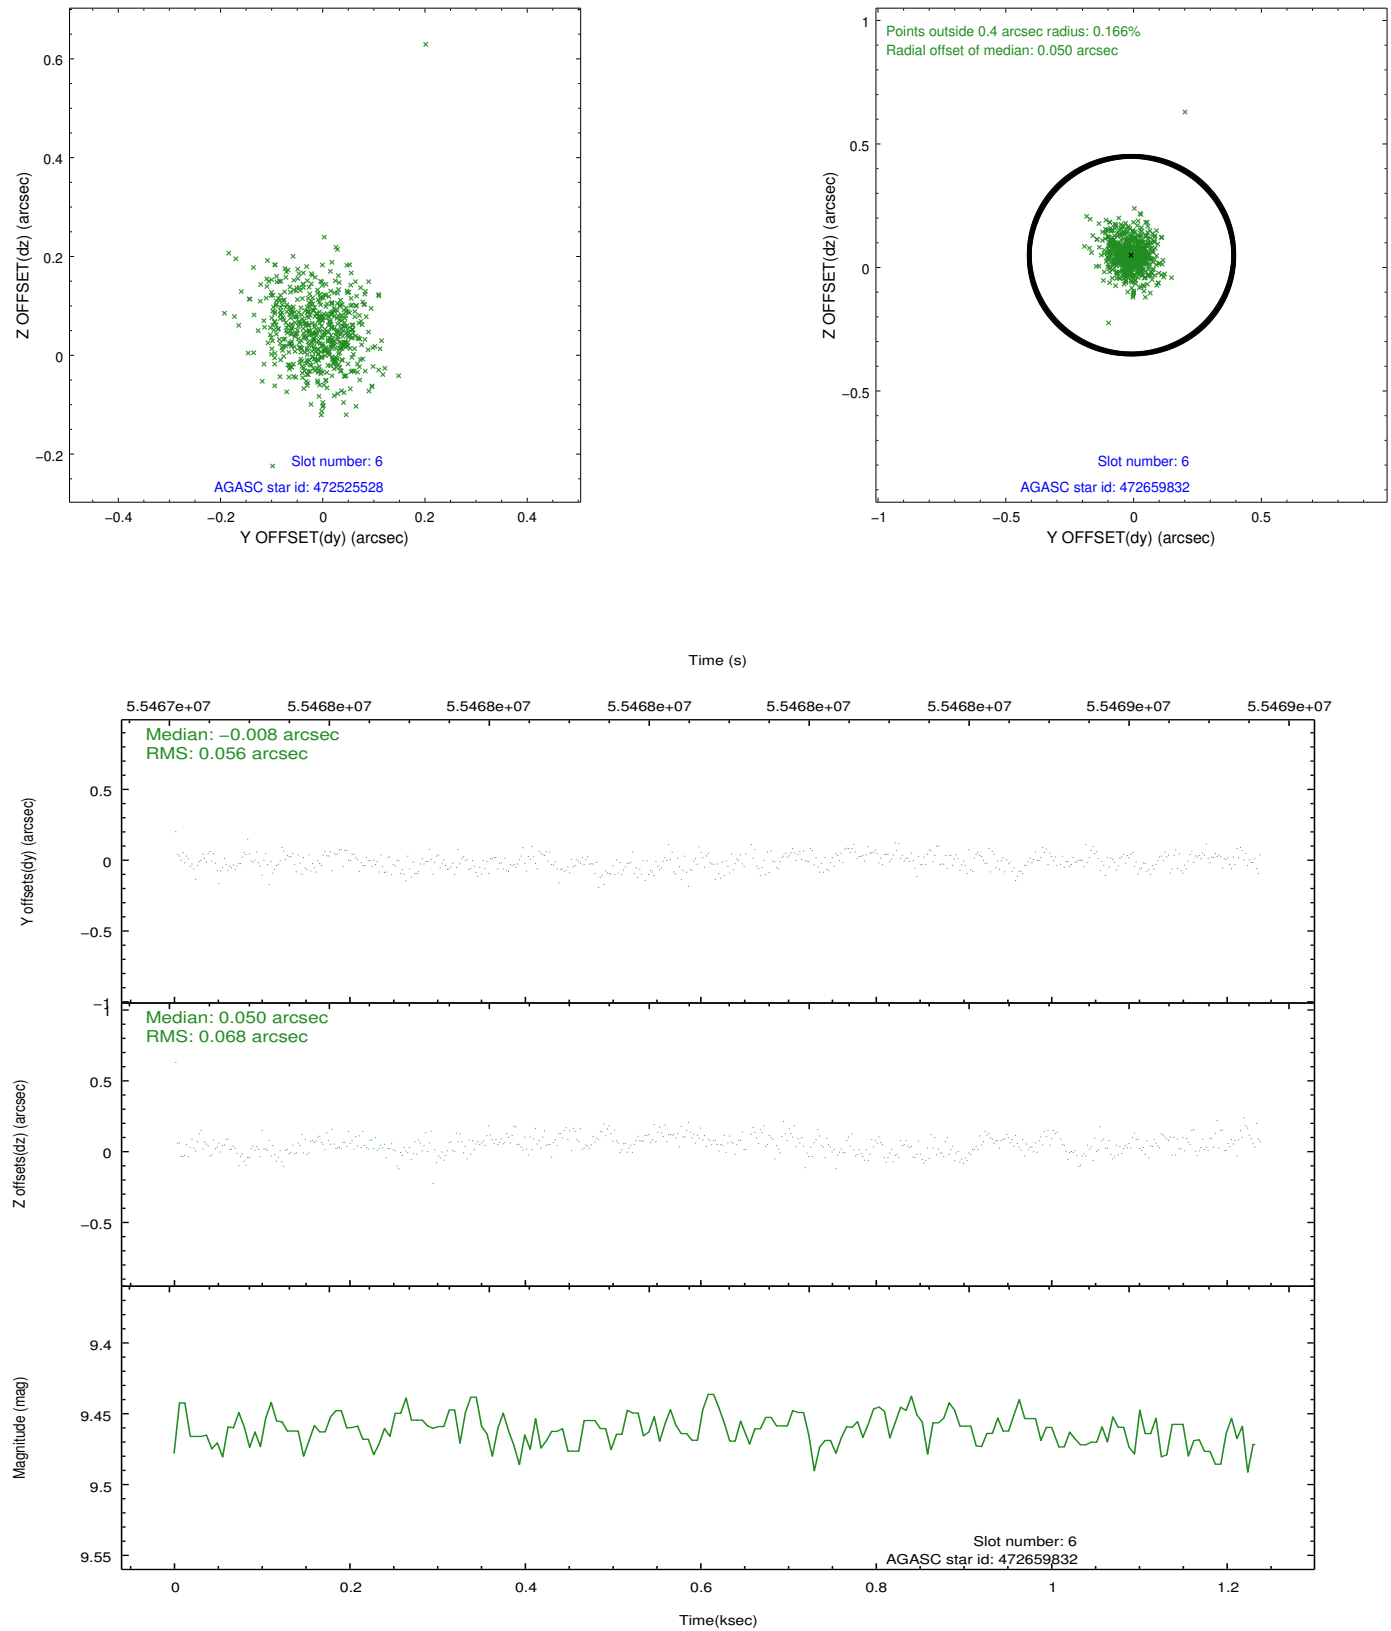 0.6
0.4
0.2
0
−0.2
Z OFFSET(dz) (arcsec)
Slot number: 6
AGASC star id: 472525528
−0.4 −0.2 0 0.2 0.4
Y OFFSET(dy) (arcsec)
Points outside 0.4 arcsec radius: 0.166%
Radial offset of median: 0.050 arcsec
1
0.5
0
−0.5
Z OFFSET(dz) (arcsec)
Slot number: 6
AGASC star id: 472659832
−1 −0.5 0 0.5
Y OFFSET(dy) (arcsec)
Time (s)
5.5467e+07 5.5468e+07 5.5468e+07 5.5468e+07 5.5468e+07 5.5468e+07 5.5469e+07 5.5469e+07
Median: −0.008 arcsec
RMS: 0.056 arcsec
0.5
0
−0.5
−1
Y offsets(dy) (arcsec)
Median: 0.050 arcsec
RMS: 0.068 arcsec
1
0.5
0
−0.5
Z offsets(dz) (arcsec)
9.4
9.45
9.5
9.55
Magnitude (mag)
Slot number: 6
AGASC star id: 472659832
0 0.2 0.4 0.6 0.8 1 1.2
Time(ksec)